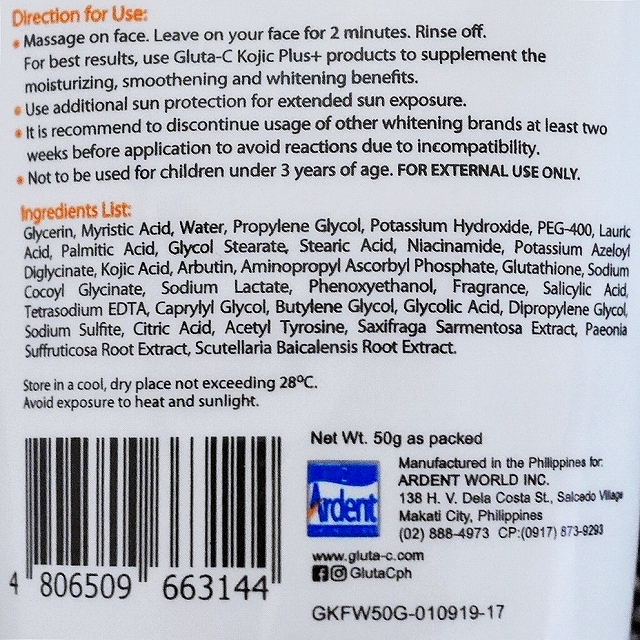 Direction for Use:
Massage on face. Leave on your face for 2 minutes. Rinse off.
For best results, use Gluta-C Kojic Plus+ products to supplement the
moisturizing, smoothening and whitening benefits.
Use additional sun protection for extended sun exposure.
It is recommend to discontinue usage of other whitening brands at least two
weeks before application to avoid reactions due to incompatibility.
Not to be used for children under 3 years of age. FOR EXTERNAL USE ONLY.
Ingredients List:
Glycerin, Myristic Acid, Water, Propylene Glycol, Potassium Hydroxide, PEG-400, Lauric
Acid, Palmitic Acid, Glycol Stearate, Stearic Acid, Niacinamide, Potassium Azeloyl
Diglycinate, Kojic Acid, Arbutin, Aminopropyl Ascorbyl Phosphate, Glutathione, Sodium
Cocoyl Glycinate, Sodium Lactate, Phenoxyethanol, Fragrance, Salicylic Acid,
Tetrasodium EDTA, Caprylyl Glycol, Butylene Glycol, Glycolic Acid, Dipropylene Glycol,
Sodium Sulfite, Citric Acid, Acetyl Tyrosine, Saxifraga Sarmentosa Extract, Paeonia
Suffruticosa Root Extract, Scutellaria Baicalensis Root Extract.
Store in a cool, dry place not exceeding 28ºC.
Avoid exposure to heat and sunlight.
Net Wt. 50g as packed
Ardent
Manufactured in the Philippines for:
ARDENT WORLD INC.
138 H. V. Dela Costa St., Salcedo Village
Makati City, Philippines
(02) 888-4973 CP:(0917) 873-9293
www.gluta-c.com
GlutaCph
4 806509 663144
GKFW50G-010919-17